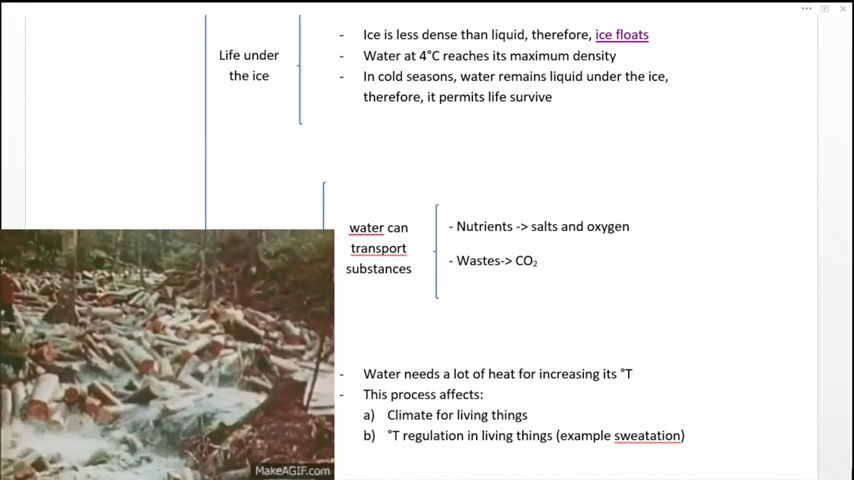 Life under
the ice
- Ice is less dense than liquid, therefore, ice floats
- Water at 4°C reaches its maximum density
- In cold seasons, water remains liquid under the ice,
therefore, it permits life survive
water can
transport
substances
- Nutrients -> salts and oxygen
- Wastes-> CO₂
- Water needs a lot of heat for increasing its °T
- This process affects:
a) Climate for living things
b) °T regulation in living things (example sweatation)
MakeAGIF.com